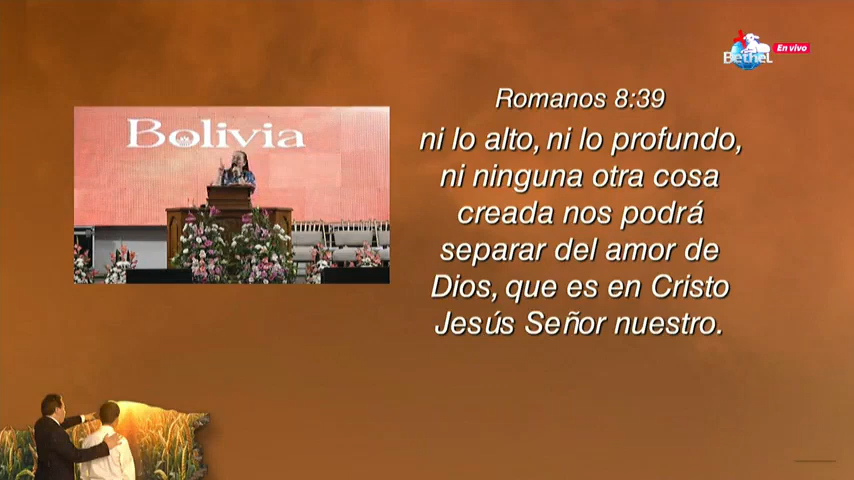 Bethel
En vivo
Romanos 8:39
Bolivia
ni lo alto, ni lo profundo,
ni ninguna otra cosa
creada nos podrá
separar del amor de
Dios, que es en Cristo
Jesús Señor nuestro.